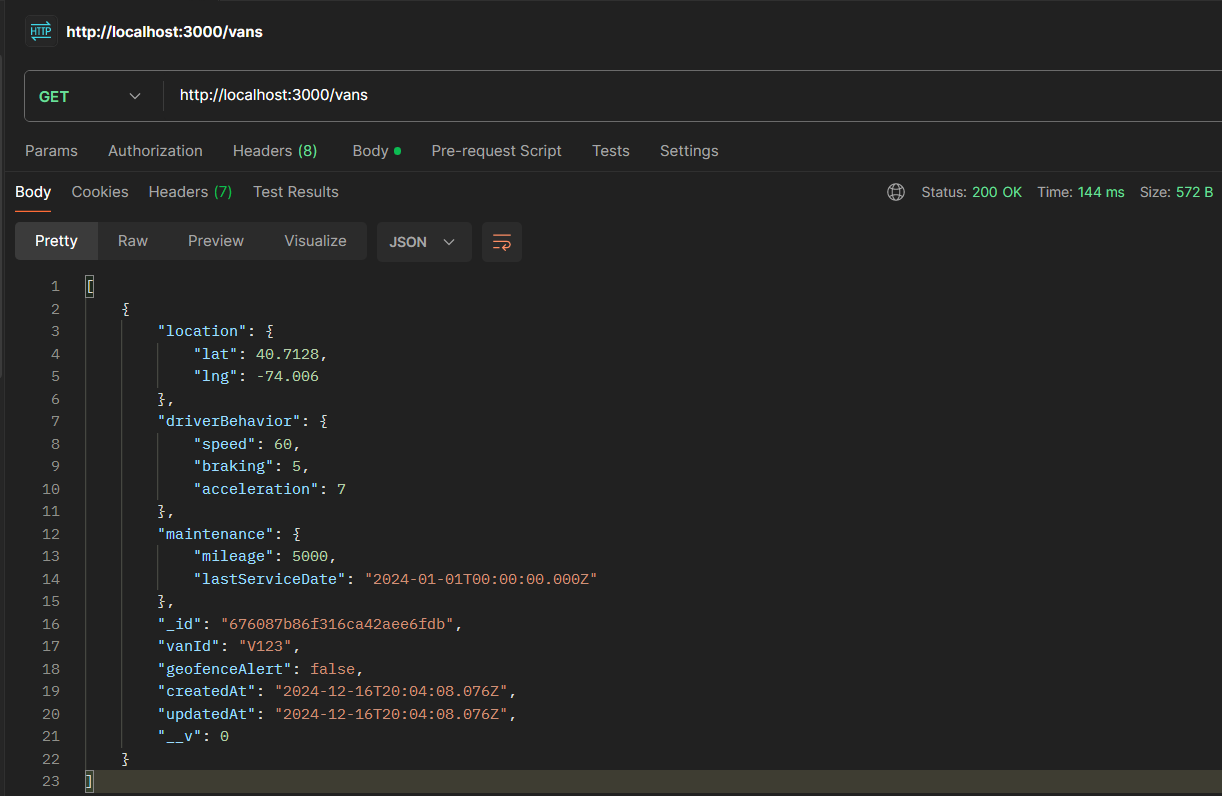 HTTP http://localhost:3000/vans
GET http://localhost:3000/vans
Params Authorization Headers (8) Body Pre-request Script Tests Settings
Body Cookies Headers (7) Test Results Status: 200 OK Time: 144 ms Size: 572 B
Pretty Raw Preview Visualize JSON
1 [
2 {
3 "location": {
4 "lat": 40.7128,
5 "lng": -74.006
6 },
7 "driverBehavior": {
8 "speed": 60,
9 "braking": 5,
10 "acceleration": 7
11 },
12 "maintenance": {
13 "mileage": 5000,
14 "lastServiceDate": "2024-01-01T00:00:00.000Z"
15 },
16 "_id": "676087b86f316ca42aee6fdb",
17 "vanId": "V123",
18 "geofenceAlert": false,
19 "createdAt": "2024-12-16T20:04:08.076Z",
20 "updatedAt": "2024-12-16T20:04:08.076Z",
21 "__v": 0
22 }
23 ]